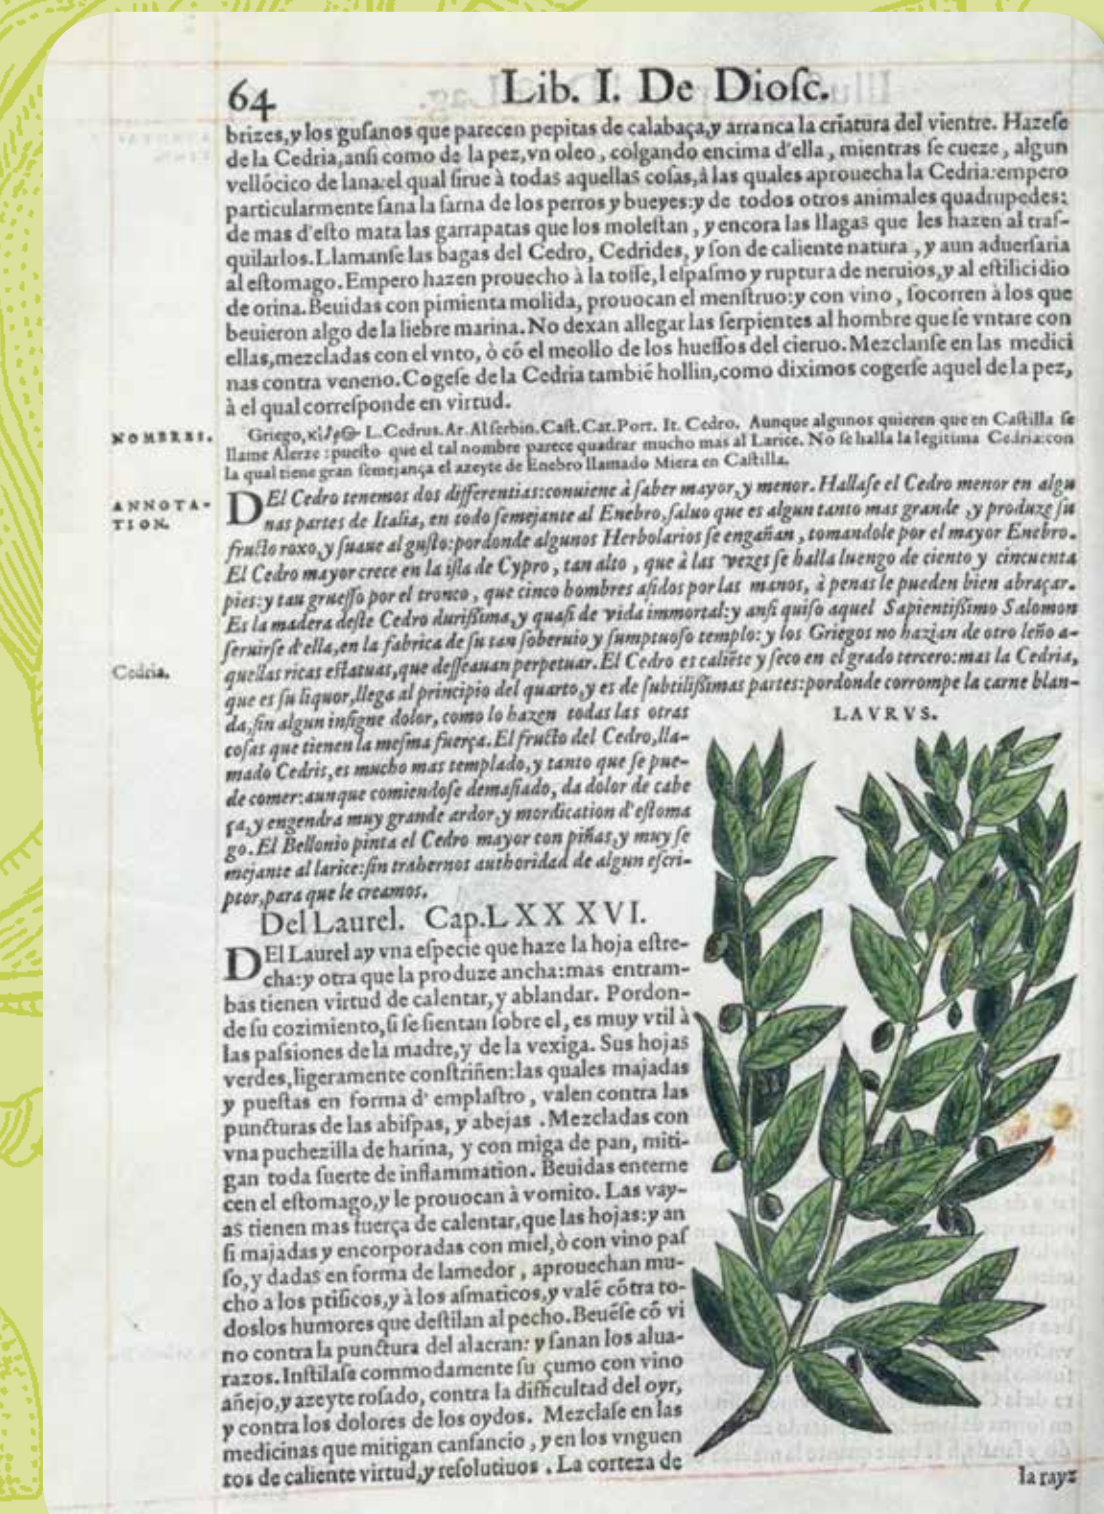 64
Lib. I. De Dioſc.
brizes,y los guſanos que parecen pepitas de calabaça,y arranca la criatura del vientre. Hazeſe
de la Cedria,anſi como de la pez,vn oleo, colgando encima d'ella, mientras ſe cueze, algun
vellócico de lana:el qual ſirue à todas aquellas coſas,à las quales aprouecha la Cedria:empero
particularmente ſana la ſarna de los perros y bueyes:y de todos otros animales quadrupedes:
de mas d'eſto mata las garrapatas que los moleſtan, y encora las llagas que les hazen al traſ-
quilarlos.Llamanſe las bagas del Cedro, Cedrides, y ſon de caliente natura, y aun aduerſaria
al eſtomago.Empero hazen prouecho à la toſſe,l eſpaſmo y ruptura de neruios,y al eſtilicidio
de orina.Beuidas con pimienta molida, prouocan el menſtruo:y con vino, ſocorren à los que
beuieron algo de la liebre marina. No dexan allegar las ſerpientes al hombre que ſe vntare con
ellas,mezcladas con el vnto, ò có el meollo de los hueſſos del cieruo. Mezclanſe en las medici
nas contra veneno. Cogeſe de la Cedria tambiẽ hollin,como diximos cogerſe aquel de la pez,
à el qual correſponde en virtud.
NOMBRES.
Griego, L.Cedrus.Ar.Alſerbin.Caſt.Cat.Port. It. Cedro. Aunque algunos quieren que en Caſtilla ſe
llame Alerze : pueſto que el tal nombre parece quadrar mucho mas al Larice. No ſe halla la legitima Cedria:con
la qual tiene gran ſemejança el azeyte de Enebro llamado Miera en Caſtilla.
ANNOTA-
TION.
DEl Cedro tenemos dos differentias:conuiene à ſaber mayor,y menor. Hallaſe el Cedro menor en algu
nas partes de Italia, en todo ſemejante al Enebro,ſaluo que es algun tanto mas grande ,y produze ſu
fructo roxo,y ſuaue al guſto:pordonde algunos Herbolarios ſe engañan , tomandole por el mayor Enebro.
El Cedro mayor crece en la iſla de Cypro, tan alto, que à las vezes ſe halla luengo de ciento y cincuenta
pies:y tan grueſſo por el tronco, que cinco hombres aſidos por las manos, à penas le pueden bien abraçar.
Es la madera deſte Cedro duriſſima,y quaſi de vida immortal:y anſi quiſo aquel Sapientiſſimo Salomon
ſeruirſe d'ella,en la fabrica de ſu tan ſoberuio y ſumptuoſo templo: y los Griegos no hazian de otro leño a-
quellas ricas eſtatuas,que deſſeauan perpetuar. El Cedro es caliẽte y ſeco en el grado tercero:mas la Cedria,
Cedria.
que es ſu liquor,llega al principio del quarto,y es de ſubtiliſſimas partes:pordonde corrompe la carne blan-
da,ſin algun inſigne dolor, como lo hazen todas las otras
coſas que tienen la meſma fuerça. El fructo del Cedro,lla-
mado Cedris,es mucho mas templado,y tanto que ſe pue-
de comer:aunque comiendoſe demaſiado, da dolor de cabe
ça,y engendra muy grande ardor,y mordication d'eſtoma
go. El Bellonio pinta el Cedro mayor con piñas,y muy ſe
mejante al larice:ſin trahernos authoridad de algun eſcri-
ptor,para que le creamos.
LAVRVS.
Del Laurel. Cap.LXXXVI.
DEl Laurel ay vna eſpecie que haze la hoja eſtre-
cha:y otra que la produze ancha:mas entram-
bas tienen virtud de calentar,y ablandar. Pordon-
de ſu cozimiento,ſi ſe ſientan ſobre el, es muy vtil à
las paſsiones de la madre,y de la vexiga. Sus hojas
verdes,ligeramente conſtriñen:las quales majadas
y pueſtas en forma d' emplaſtro, valen contra las
puncturas de las abiſpas, y abejas . Mezcladas con
vna puchezilla de harina, y con miga de pan, miti-
gan toda ſuerte de inflammation. Beuidas enterne
cen el eſtomago,y le prouocan à vomito. Las vay-
as tienen mas fuerça de calentar,que las hojas:y an
ſi majadas y encorporadas con miel,ò con vino paſ
ſo,y dadas en forma de lamedor, aprouechan mu-
cho a los ptiſicos,y à los aſmaticos,y valẽ cõtra to-
doslos humores que deſtilan al pecho.Beuẽſe cõ vi
no contra la punctura del alacran: y ſanan los alua-
razos.Inſtilaſe commodamente ſu çumo con vino
añejo,y azeyte roſado, contra la difficultad del oyr,
y contra los dolores de los oydos. Mezclaſe en las
medicinas que mitigan canſancio, y en los vnguen
tos de caliente virtud,y reſolutiuos . La corteza de
la rayz